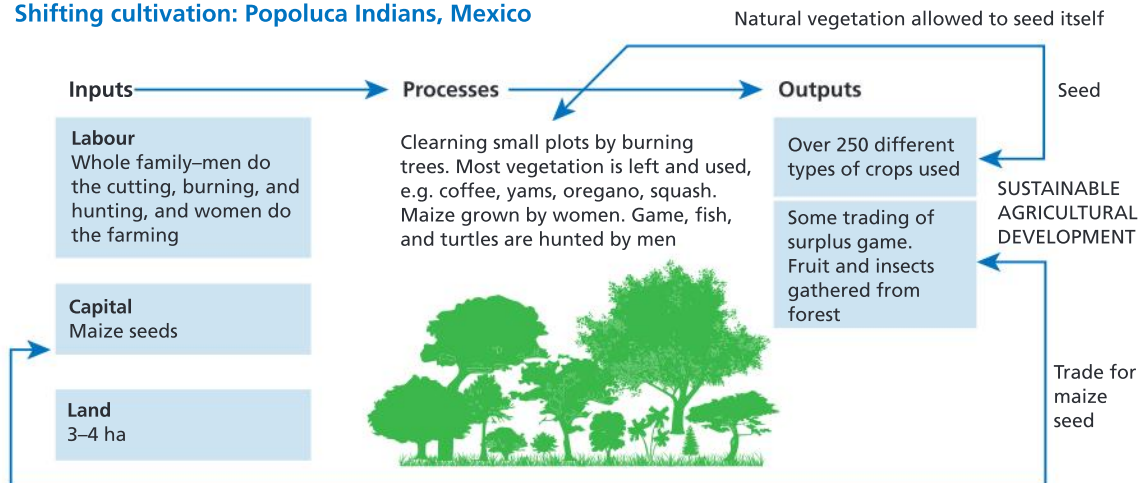 Shifting cultivation: Popoluca Indians, Mexico
Natural vegetation allowed to seed itself
Inputs
Processes
Outputs
Seed
Labour
Whole family–men do
the cutting, burning, and
hunting, and women do
the farming
Capital
Maize seeds
Land
3–4 ha
Clearning small plots by burning
trees. Most vegetation is left and used,
e.g. coffee, yams, oregano, squash.
Maize grown by women. Game, fish,
and turtles are hunted by men
Over 250 different
types of crops used
Some trading of
surplus game.
Fruit and insects
gathered from
forest
SUSTAINABLE
AGRICULTURAL
DEVELOPMENT
Trade for
maize
seed